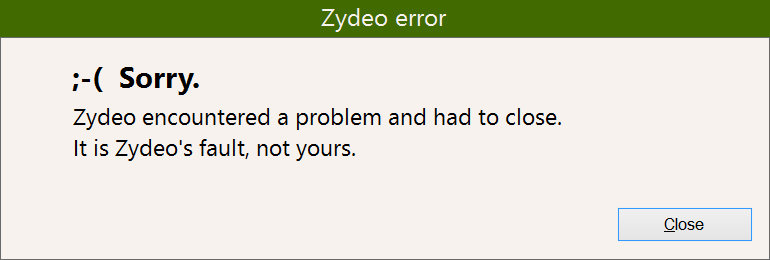 Zydeo error
;-( Sorry.
Zydeo encountered a problem and had to close.
It is Zydeo's fault, not yours.
Close